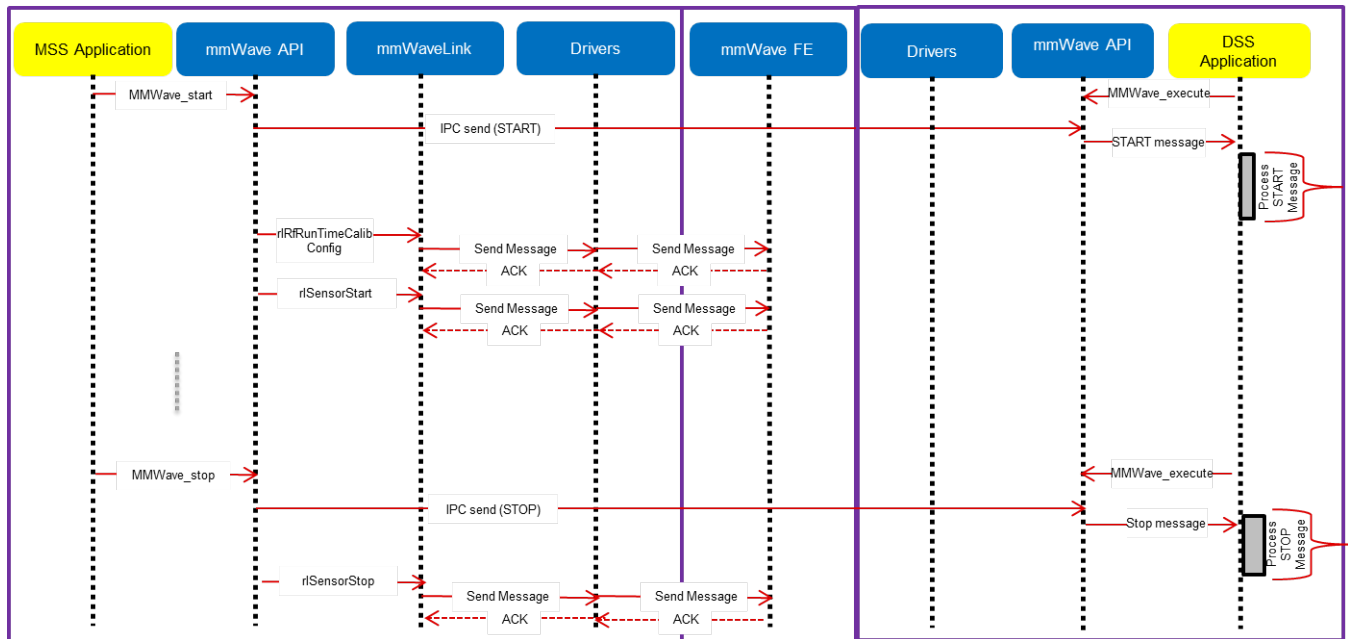 MSS Application
mmWave API
mmWaveLink
Drivers
mmWave FE
Drivers
mmWave API
DSS
Application
MMWave_start
MMWave_execute
IPC send (START)
START message
Process
START
Message
rlRfRunTimeCalib
Config
Send Message
Send Message
ACK
ACK
rlSensorStart
Send Message
Send Message
ACK
ACK
MMWave_stop
MMWave_execute
IPC send (STOP)
Stop message
Process
STOP
Message
rlSensorStop
Send Message
Send Message
ACK
ACK